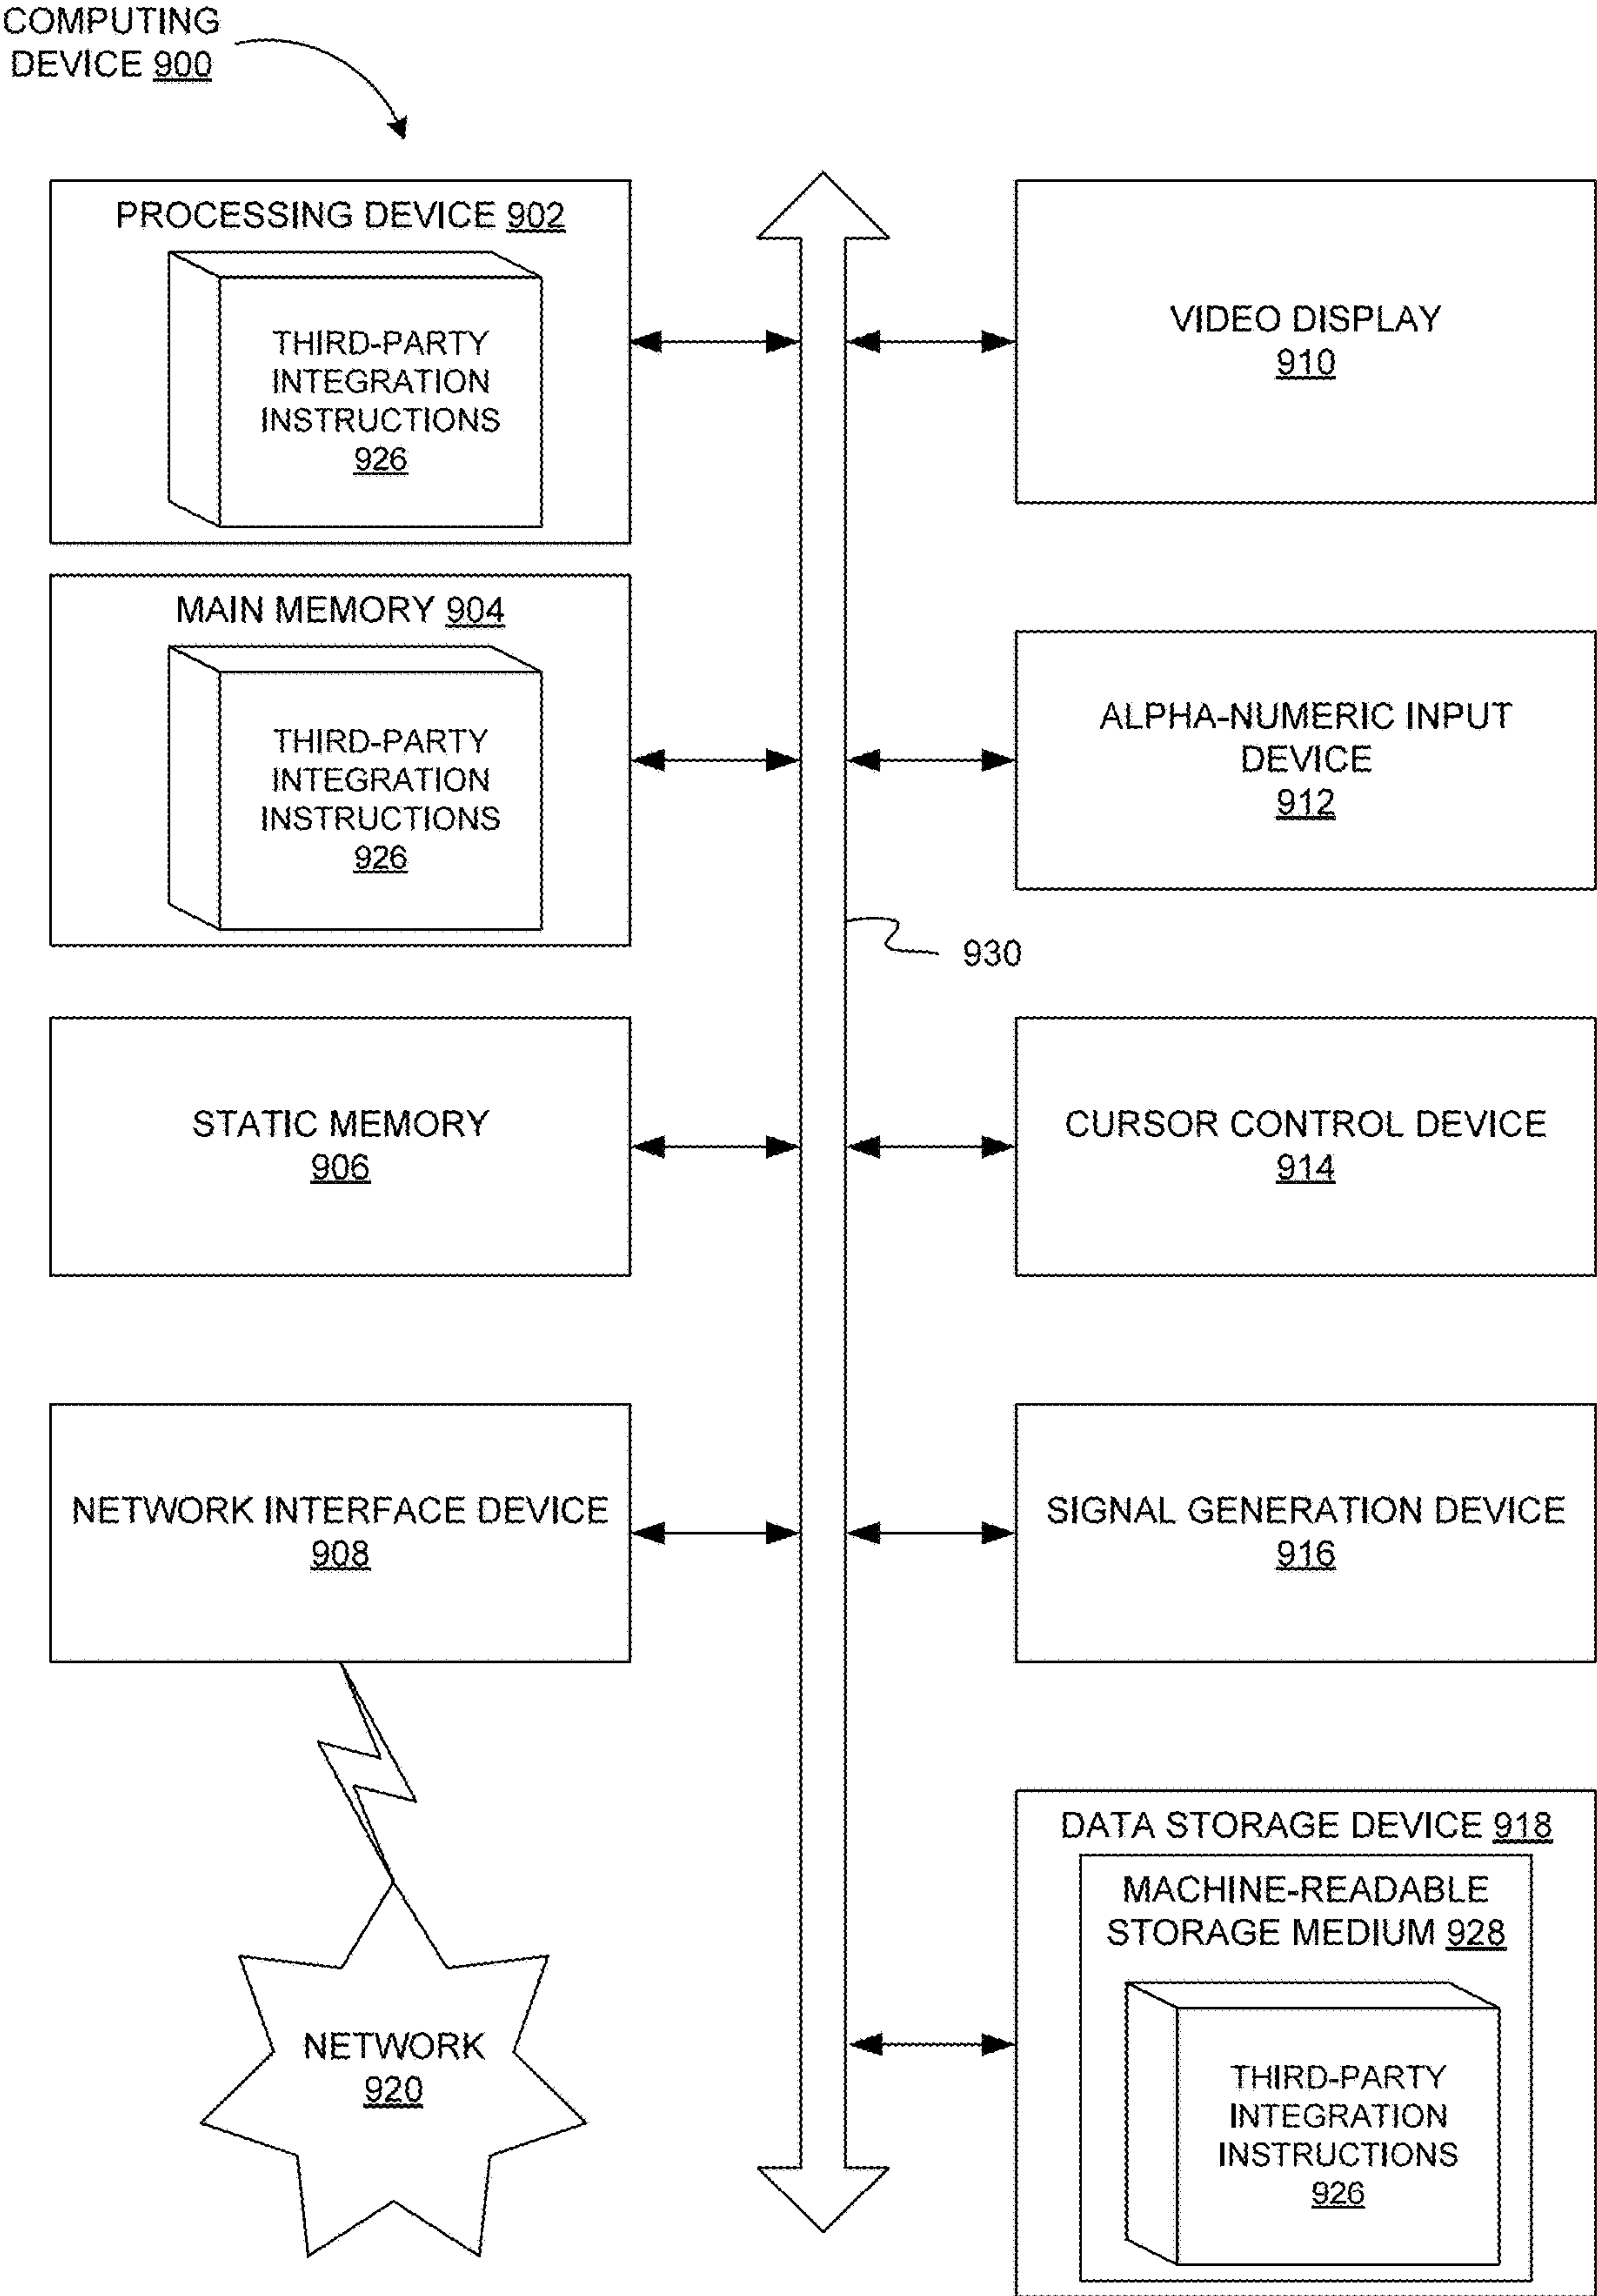 COMPUTING
DEVICE 900
PROCESSING DEVICE 902
THIRD-PARTY
INTEGRATION
INSTRUCTIONS
926
MAIN MEMORY 904
THIRD-PARTY
INTEGRATION
INSTRUCTIONS
926
STATIC MEMORY
906
NETWORK INTERFACE DEVICE
908
NETWORK
920
VIDEO DISPLAY
910
ALPHA-NUMERIC INPUT
DEVICE
912
930
CURSOR CONTROL DEVICE
914
SIGNAL GENERATION DEVICE
916
DATA STORAGE DEVICE 918
MACHINE-READABLE
STORAGE MEDIUM 928
THIRD-PARTY
INTEGRATION
INSTRUCTIONS
926